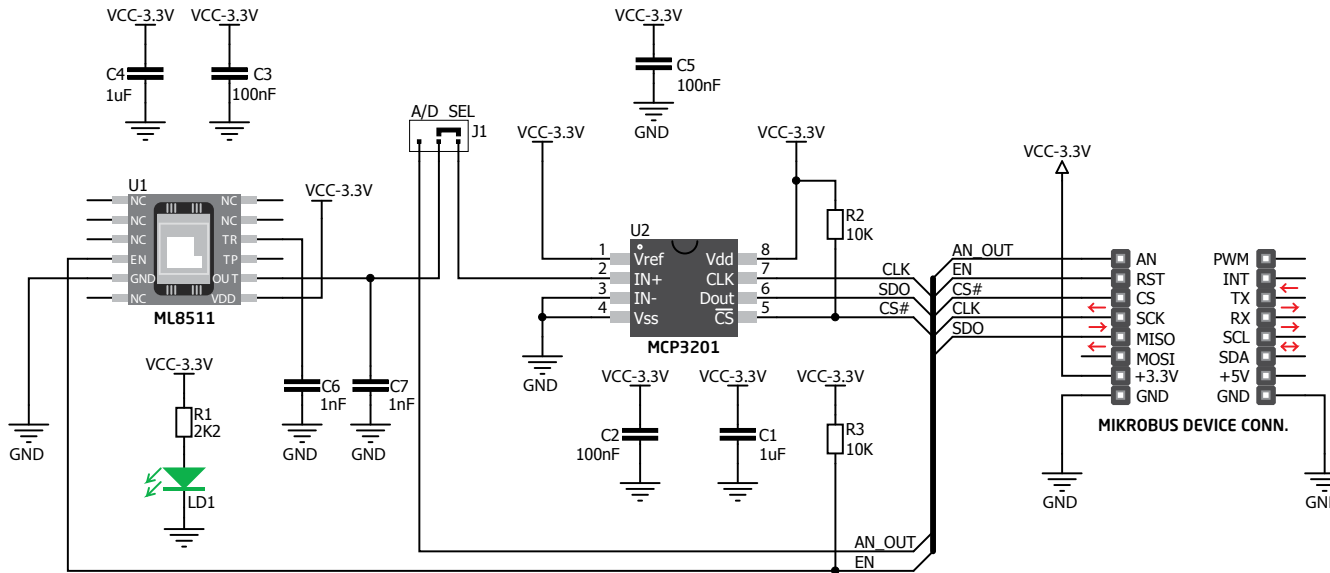 VCC-3.3V
VCC-3.3V
VCC-3.3V
C4
1uF
C3
100nF
C5
100nF
GND
A/D SEL
J1
VCC-3.3V
VCC-3.3V
VCC-3.3V
U1
VCC-3.3V
NC
NC
NC
EN
GND
NC
NC
NC
TR
TP
OUT
VDD
ML8511
R2
10K
U2
1
2
3
4
Vref
IN+
IN-
Vss
Vdd
CLK
Dout
CS
8
7
6
5
MCP3201
CLK
SDO
CS#
AN_OUT
EN
CS#
CLK
SDO
AN
RST
CS
SCK
MISO
MOSI
+3.3V
GND
PWM
INT
TX
RX
SCL
SDA
+5V
GND
MIKROBUS DEVICE CONN.
GND
VCC-3.3V
R1
2K2
LD1
GND
C6
1nF
GND
C7
1nF
GND
VCC-3.3V
VCC-3.3V
VCC-3.3V
C2
100nF
C1
1uF
R3
10K
GND
GND
AN_OUT
EN